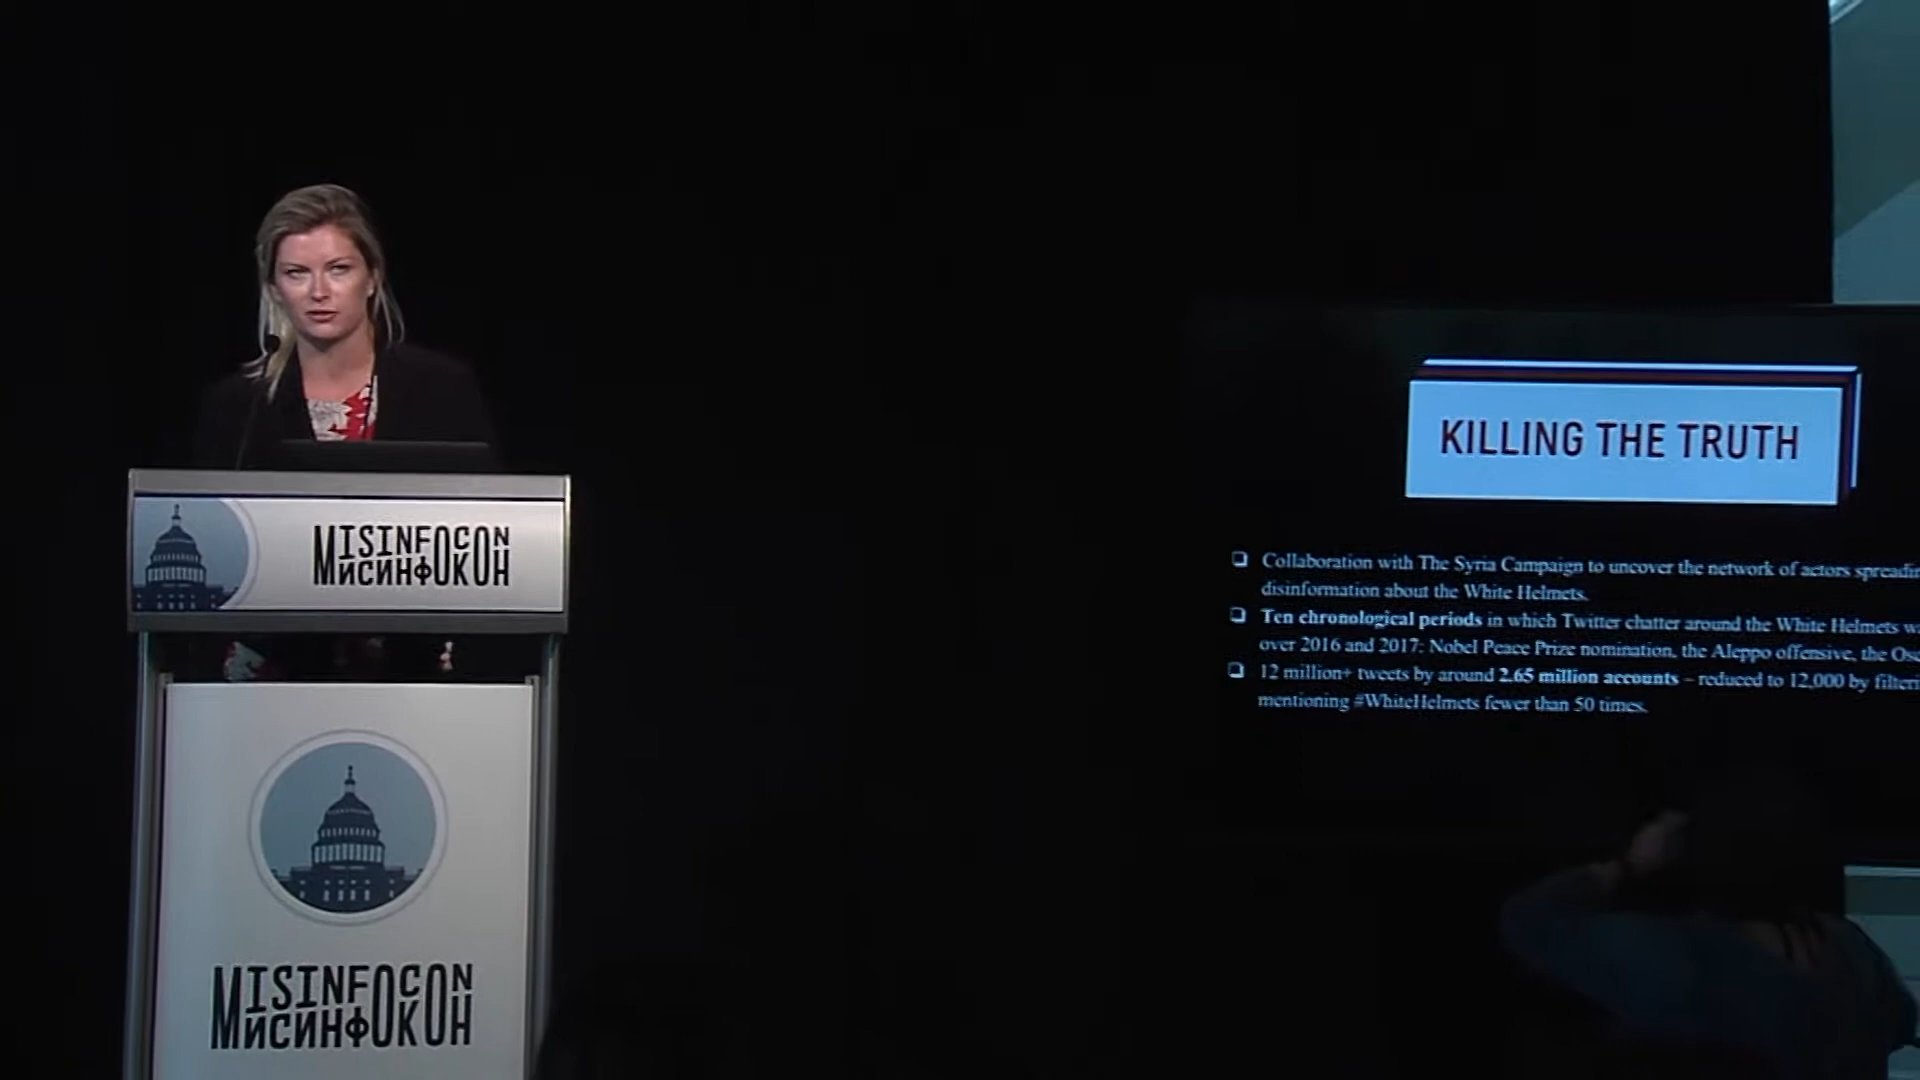 MISINFOCON
МИСИНФОКОН
MISINFOCON
МИСИНФОКОН
KILLING THE TRUTH
Collaboration with The Syria Campaign to uncover the network of actors
disinformation about the White Helmets.
Ten chronological periods in which Twitter chatter around the White Helmets
over 2016 and 2017: Nobel Peace Prize nomination, the Aleppo offensive, the
12 million+ tweets by around 2.65 million accounts – reduced to 12,000 by
mentioning #WhiteHelmets fewer than 50 times.